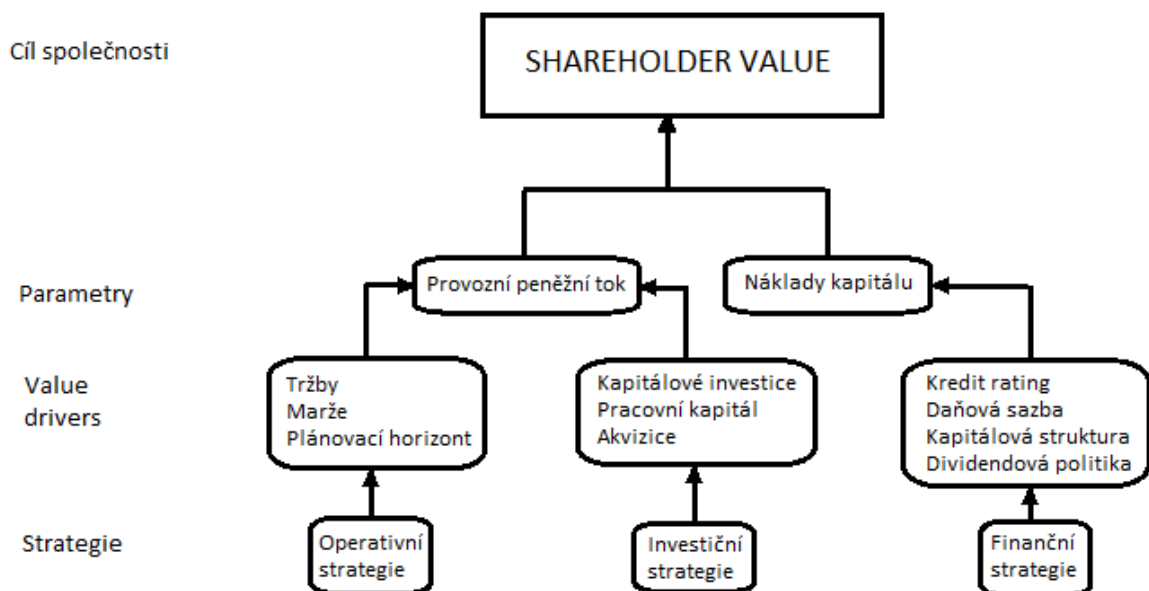 Cíl společnosti
SHAREHOLDER VALUE
Parametry
Provozní peněžní tok
Náklady kapitálu
Value
drivers
Tržby
Marže
Plánovací horizont
Kapitálové investice
Pracovní kapitál
Akvizice
Kredit rating
Daňová sazba
Kapitálová struktura
Dividendová politika
Strategie
Operativní
strategie
Investiční
strategie
Finanční
strategie